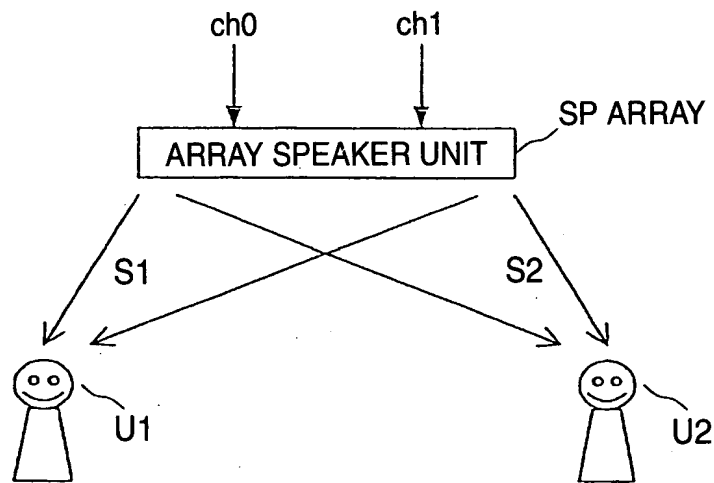 ch0
ch1
SP ARRAY
ARRAY SPEAKER UNIT
S1
S2
U1
U2